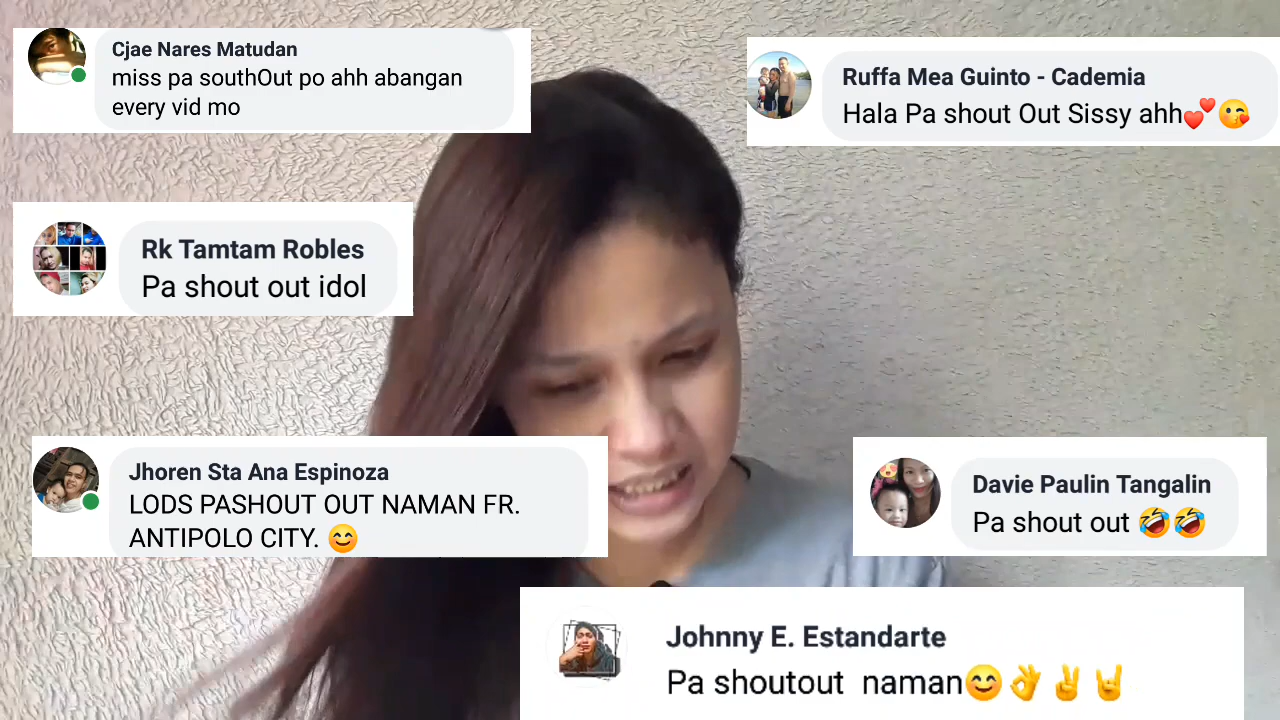 Cjae Nares Matudan
miss pa southOut po ahh abangan
every vid mo
Ruffa Mea Guinto - Cademia
Hala Pa shout Out Sissy ahh💕😘
Rk Tamtam Robles
Pa shout out idol
Jhoren Sta Ana Espinoza
LODS PASHOUT OUT NAMAN FR.
ANTIPOLO CITY. 😊
Davie Paulin Tangalin
Pa shout out 🤣🤣
Johnny E. Estandarte
Pa shoutout naman😊👌✌🤘